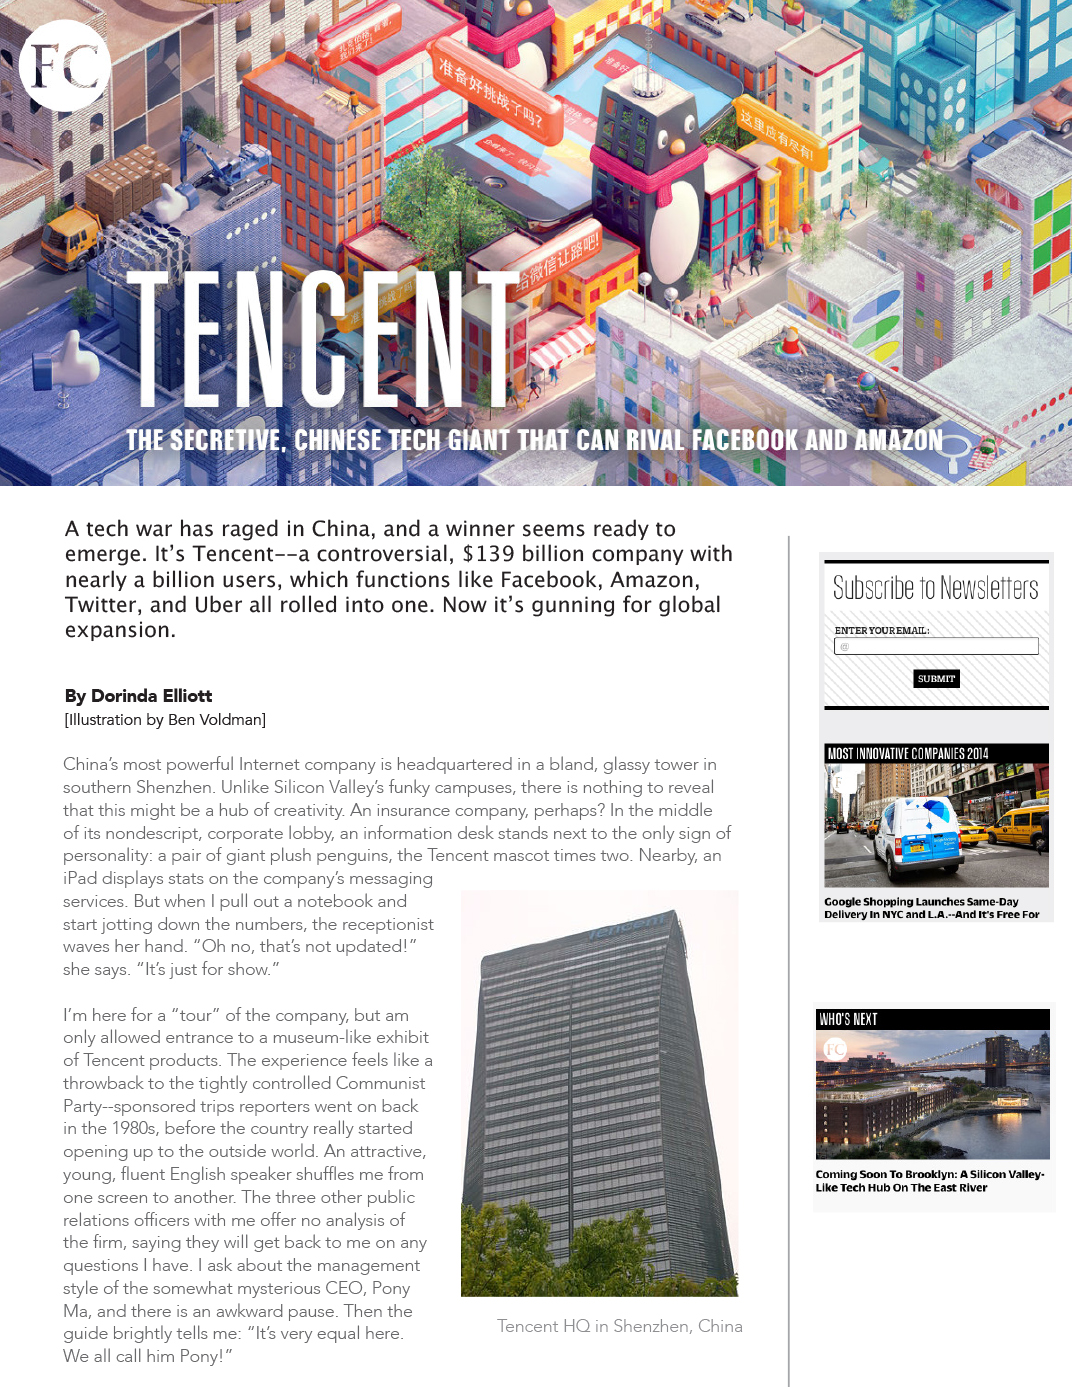 FC
我们来了!
准备好挑战了吗?
准备好
这里应有尽有!
给微信让路吧!
TENCENT
THE SECRETIVE, CHINESE TECH GIANT THAT CAN RIVAL FACEBOOK AND AMAZON
A tech war has raged in China, and a winner seems ready to
emerge. It's Tencent--a controversial, $139 billion company with
nearly a billion users, which functions like Facebook, Amazon,
Twitter, and Uber all rolled into one. Now it's gunning for global
expansion.
By Dorinda Elliott
[Illustration by Ben Voldman]
China's most powerful Internet company is headquartered in a bland, glassy tower in
southern Shenzhen. Unlike Silicon Valley's funky campuses, there is nothing to reveal
that this might be a hub of creativity. An insurance company, perhaps? In the middle
of its nondescript, corporate lobby, an information desk stands next to the only sign of
personality: a pair of giant plush penguins, the Tencent mascot times two. Nearby, an
iPad displays stats on the company's messaging
services. But when I pull out a notebook and
start jotting down the numbers, the receptionist
waves her hand. "Oh no, that's not updated!"
she says. "It's just for show."
I'm here for a "tour" of the company, but am
only allowed entrance to a museum-like exhibit
of Tencent products. The experience feels like a
throwback to the tightly controlled Communist
Party--sponsored trips reporters went on back
in the 1980s, before the country really started
opening up to the outside world. An attractive,
young, fluent English speaker shuffles me from
one screen to another. The three other public
relations officers with me offer no analysis of
the firm, saying they will get back to me on any
questions I have. I ask about the management
style of the somewhat mysterious CEO, Pony
Ma, and there is an awkward pause. Then the
guide brightly tells me: "It's very equal here.
We all call him Pony!"
Tencent
Tencent HQ in Shenzhen, China
Subscribe to Newsletters
ENTER YOUR EMAIL:
@
SUBMIT
MOST INNOVATIVE COMPANIES 2014
Google Shopping Launches Same-Day
Delivery In NYC and L.A.--And It's Free For
WHO'S NEXT
FC
Coming Soon To Brooklyn: A Silicon Valley-
Like Tech Hub On The East River